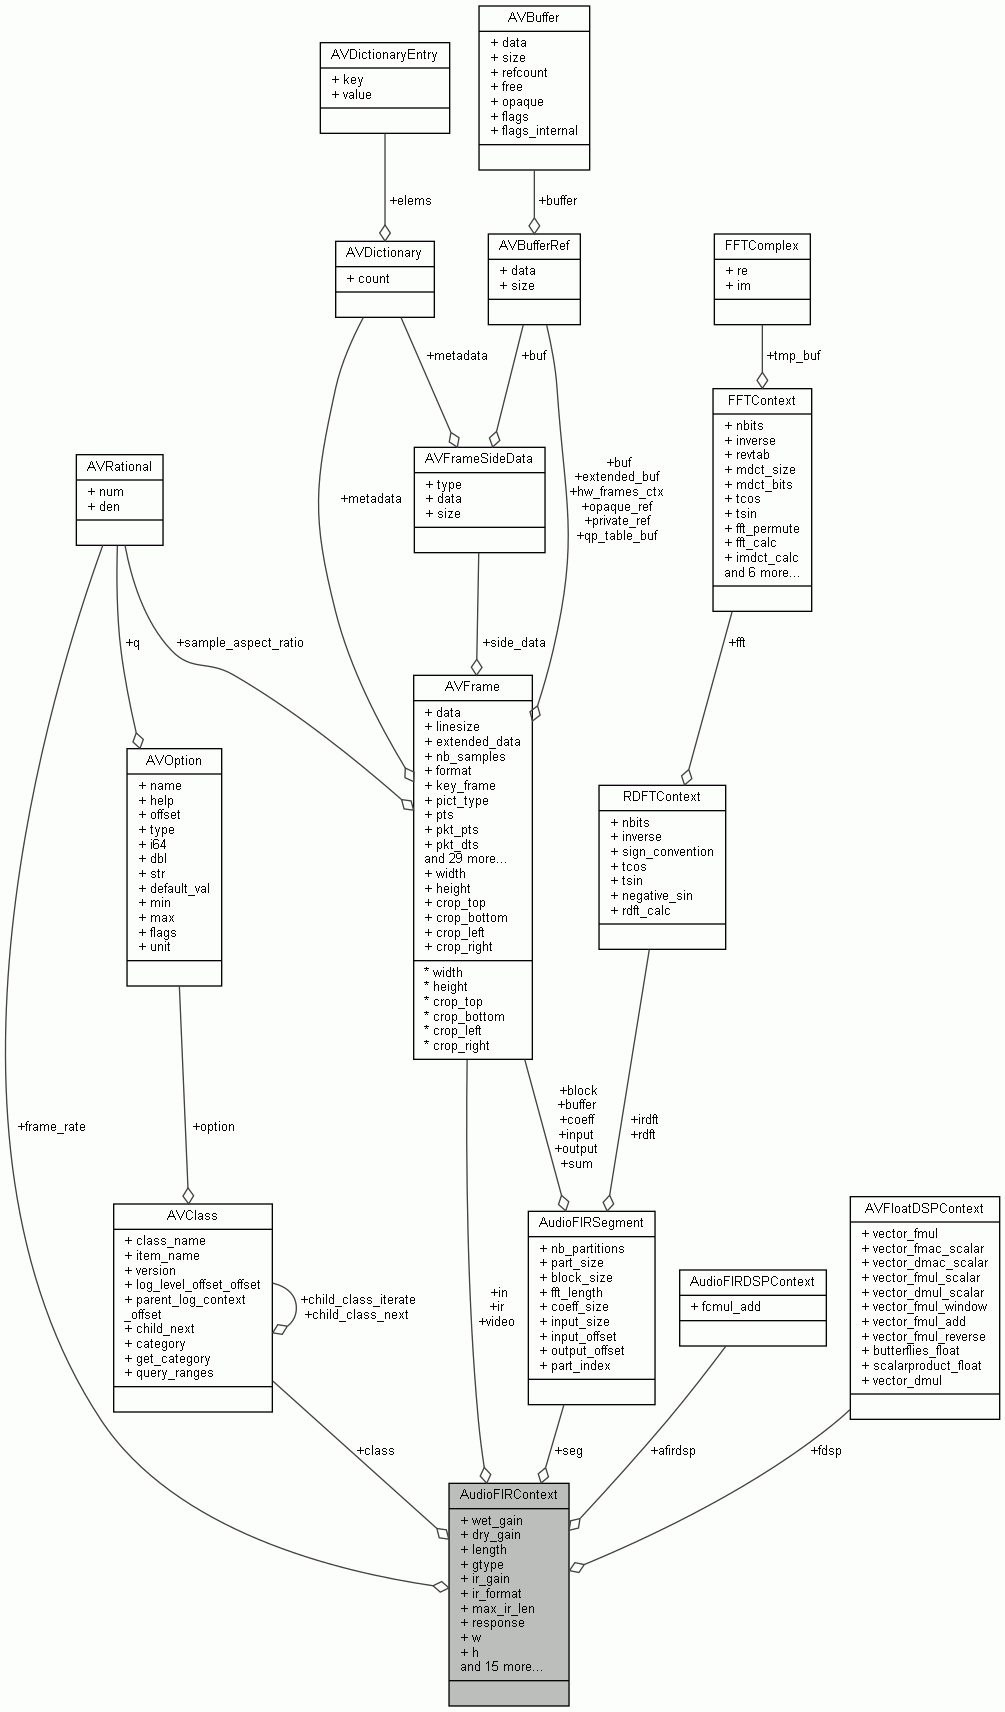 AVBuffer
+ data
+ size
+ refcount
+ free
+ opaque
+ flags
+ flags_internal
AVDictionaryEntry
+ key
+ value
+elems
+buffer
AVDictionary
+ count
AVBufferRef
+ data
+ size
FFTComplex
+ re
+ im
+metadata
+buf
+tmp_buf
FFTContext
+ nbits
+ inverse
+ revtab
+ mdct_size
+ mdct_bits
+ tcos
+ tsin
+ fft_permute
+ fft_calc
+ imdct_calc
and 6 more...
AVRational
+ num
+ den
+metadata
AVFrameSideData
+ type
+ data
+ size
+buf
+extended_buf
+hw_frames_ctx
+opaque_ref
+private_ref
+qp_table_buf
+q
+sample_aspect_ratio
+side_data
+fft
AVFrame
+ data
+ linesize
+ extended_data
+ nb_samples
+ format
+ key_frame
+ pict_type
+ pts
+ pkt_pts
+ pkt_dts
and 29 more...
+ width
+ height
+ crop_top
+ crop_bottom
+ crop_left
+ crop_right
* width
* height
* crop_top
* crop_bottom
* crop_left
* crop_right
AVOption
+ name
+ help
+ offset
+ type
+ i64
+ dbl
+ str
+ default_val
+ min
+ max
+ flags
+ unit
RDFTContext
+ nbits
+ inverse
+ sign_convention
+ tcos
+ tsin
+ negative_sin
+ rdft_calc
+frame_rate
+option
+block
+buffer
+coeff
+input
+output
+sum
+irdft
+rdft
AVClass
+ class_name
+ item_name
+ version
+ log_level_offset_offset
+ parent_log_context
_offset
+ child_next
+ category
+ get_category
+ query_ranges
+child_class_iterate
+child_class_next
+in
+ir
+video
AudioFIRSegment
+ nb_partitions
+ part_size
+ block_size
+ fft_length
+ coeff_size
+ input_size
+ input_offset
+ output_offset
+ part_index
AudioFIRDSPContext
+ fcmul_add
AVFloatDSPContext
+ vector_fmul
+ vector_fmac_scalar
+ vector_dmac_scalar
+ vector_fmul_scalar
+ vector_dmul_scalar
+ vector_fmul_window
+ vector_fmul_add
+ vector_fmul_reverse
+ butterflies_float
+ scalarproduct_float
+ vector_dmul
+class
+seg
+afirdsp
+fdsp
AudioFIRContext
+ wet_gain
+ dry_gain
+ length
+ gtype
+ ir_gain
+ ir_format
+ max_ir_len
+ response
+ w
+ h
and 15 more...